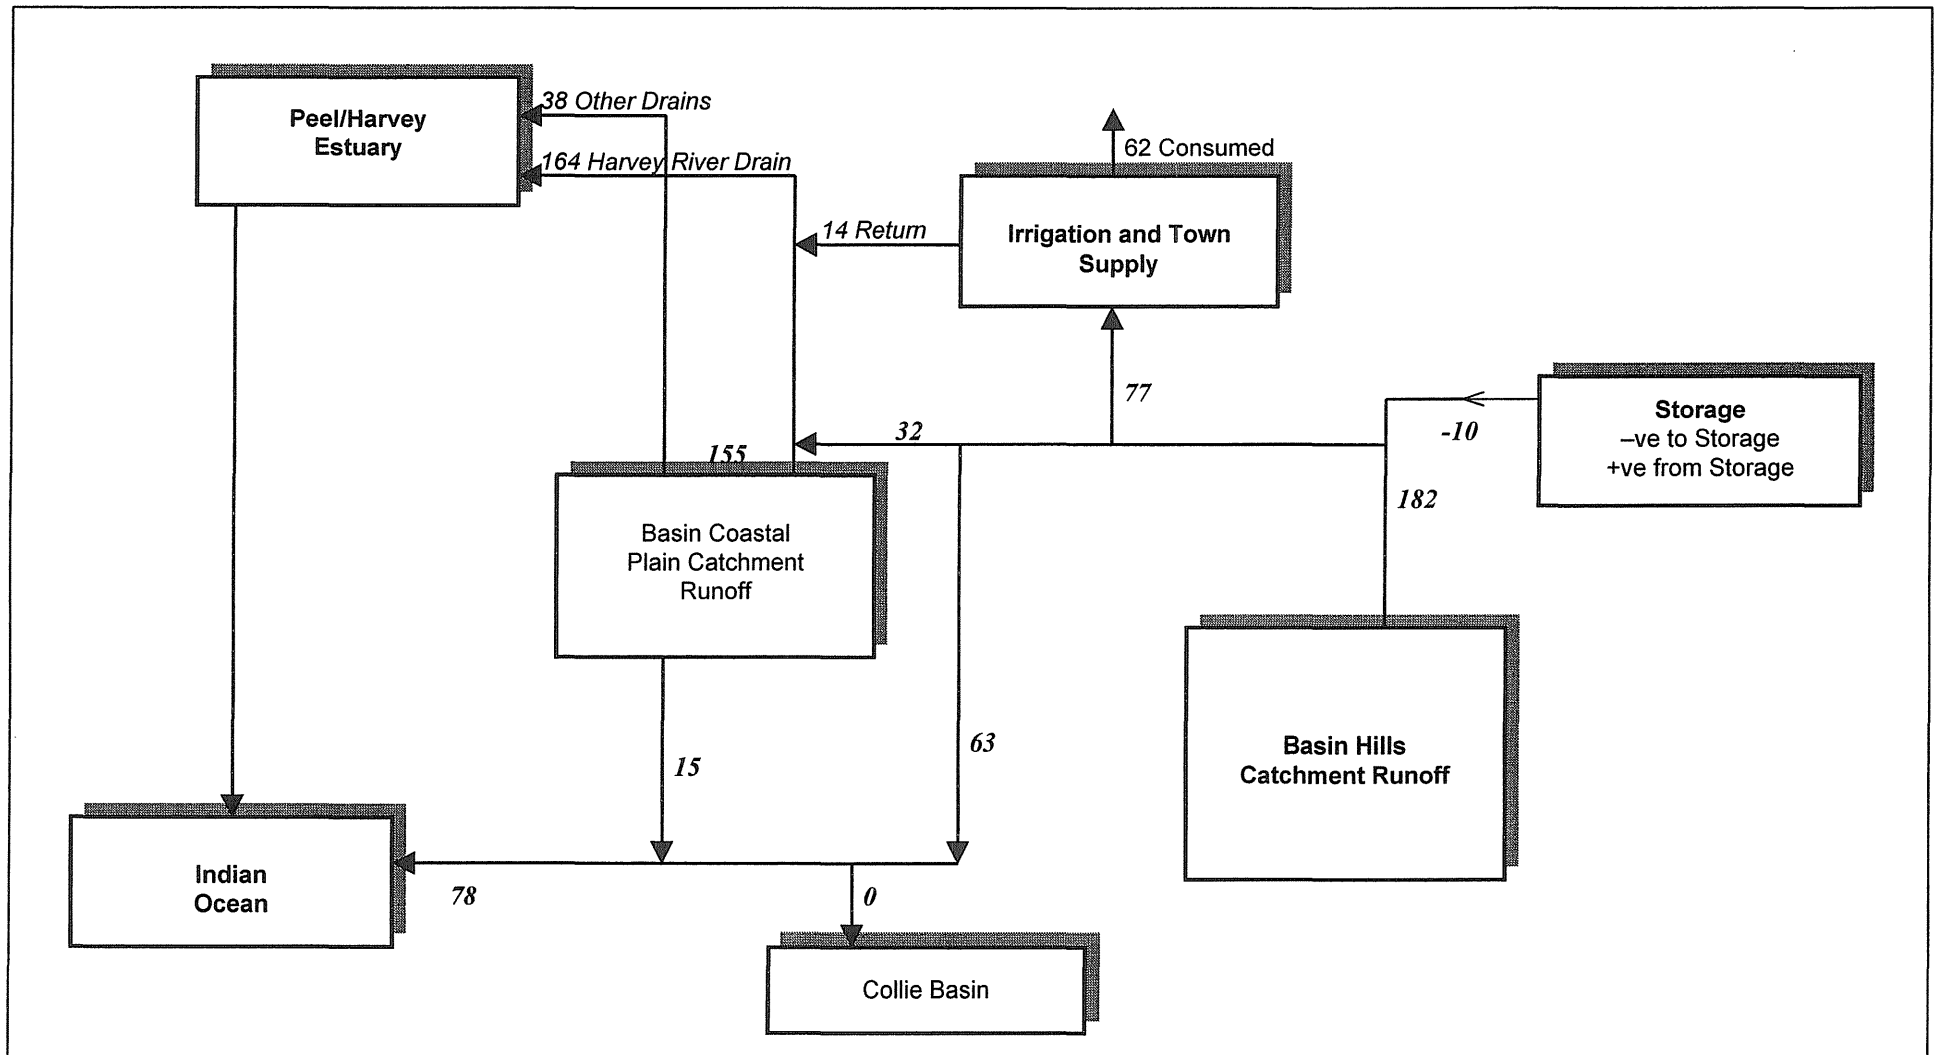 38 Other Drains
Peel/Harvey
Estuary
62 Consumed
164 Harvey River Drain
14 Return
Irrigation and Town
Supply
77
Storage
–ve to Storage
+ve from Storage
-10
32
155
182
Basin Coastal
Plain Catchment
Runoff
63
15
Basin Hills
Catchment Runoff
Indian
Ocean
78
0
Collie Basin